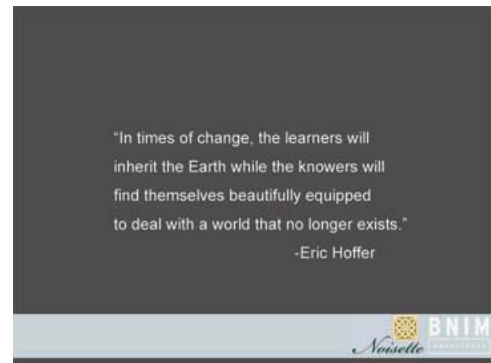 “In times of change, the learners will
inherit the Earth while the knowers will
find themselves beautifully equipped
to deal with a world that no longer exists.”
-Eric Hoffer
Noisette
BNIM